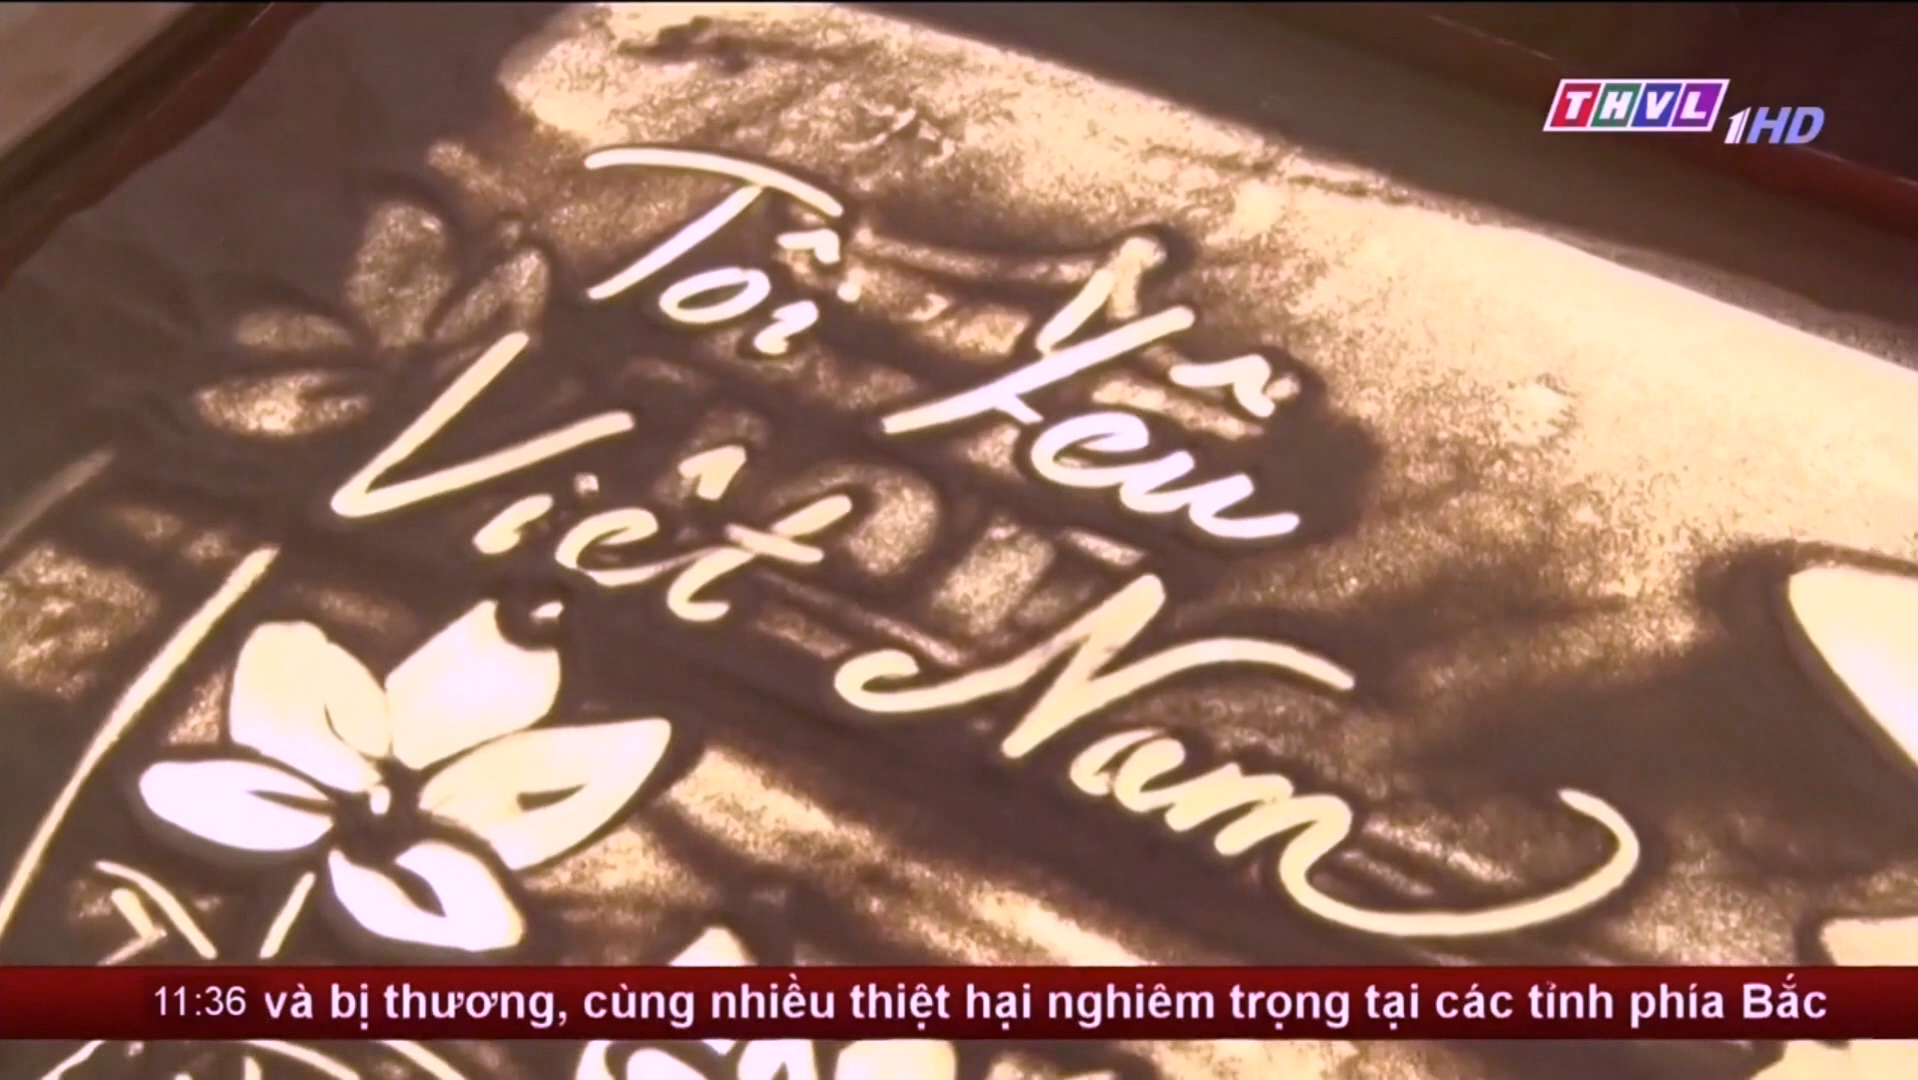 THVL 1HD
Tôi Yêu
Việt Nam
11:36 và bị thương, cùng nhiều thiệt hại nghiêm trọng tại các tỉnh phía Bắc